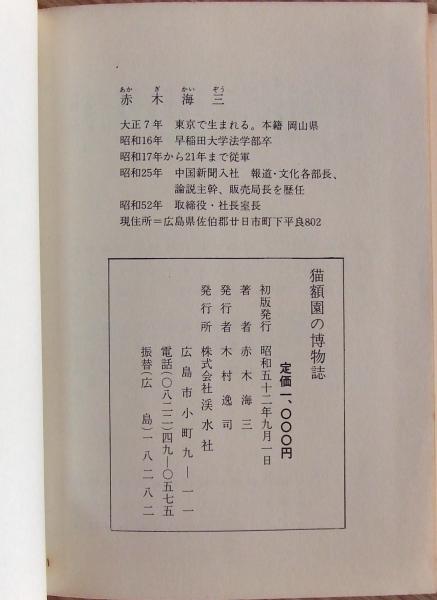 あか ぎ かい ぞう
赤木海三
大正7年 東京で生まれる。本籍 岡山県
昭和16年 早稲田大学法学部卒
昭和17年から21年まで従軍
昭和25年 中国新聞入社 報道・文化各部長、
論説主幹、販売局長を歴任
昭和52年 取締役・社長室長
現住所=広島県佐伯郡廿日市町下平良802
猫額園の博物誌
定価一、〇〇〇円
初版発行 昭和五十二年九月一日
著者 赤木海三
発行者 木村逸司
発行所 株式会社渓水社
広島市小町九―一一
電話(〇八二二)四九―〇五七五
振替(広島)一八二八二